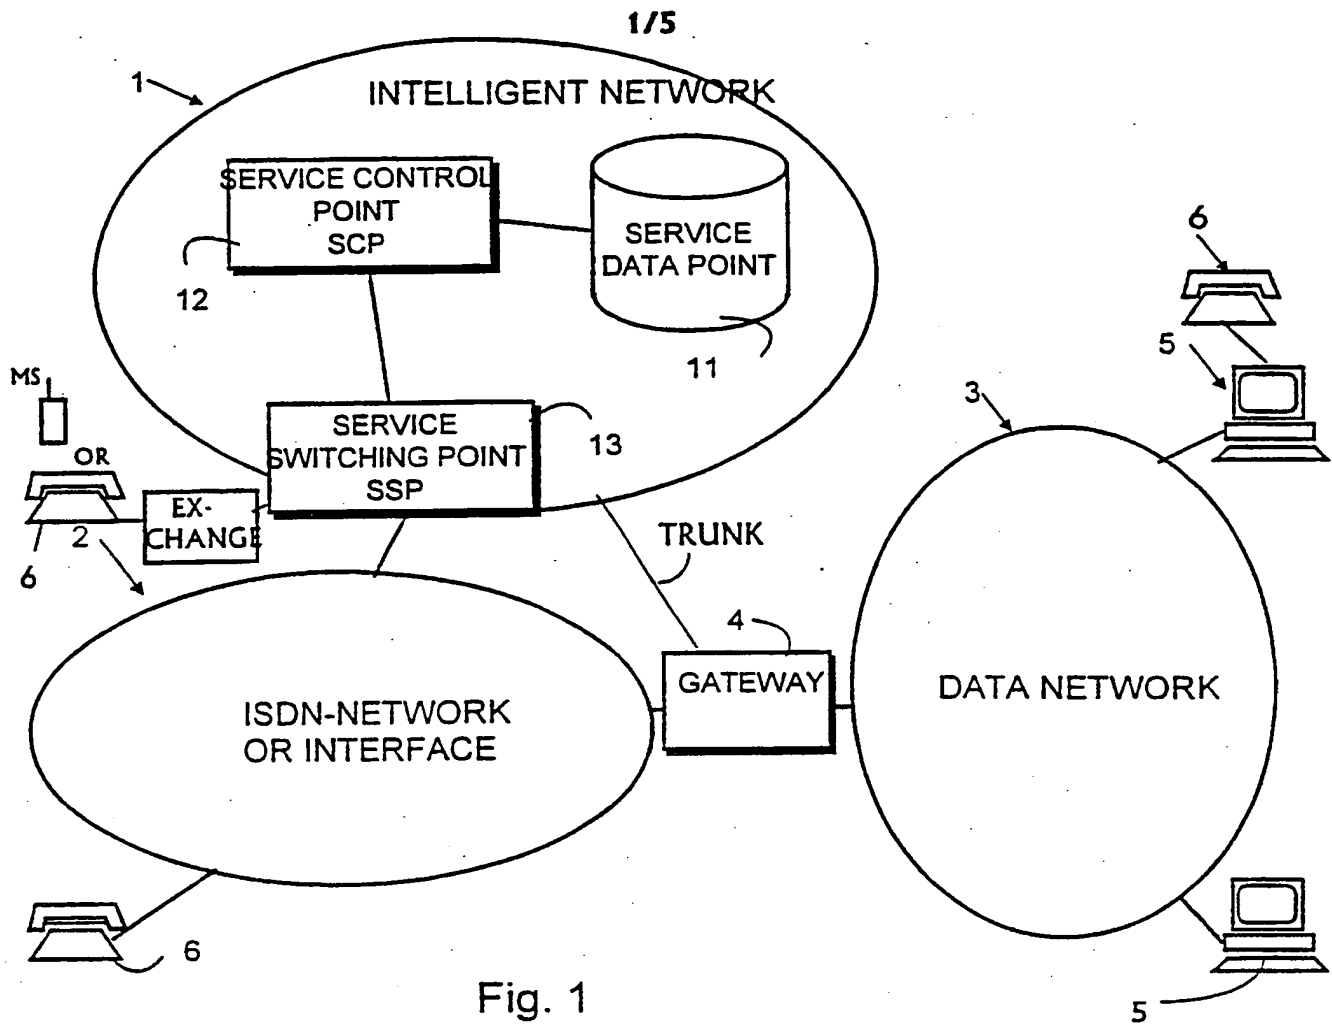 1/5
1
INTELLIGENT NETWORK
SERVICE CONTROL
POINT
SCP
12
SERVICE
DATA POINT
11
6
5
MS
OR
SERVICE
SWITCHING POINT
SSP
13
3
EX-
CHANGE
6
2
TRUNK
4
GATEWAY
DATA NETWORK
ISDN-NETWORK
OR INTERFACE
6
5
Fig. 1